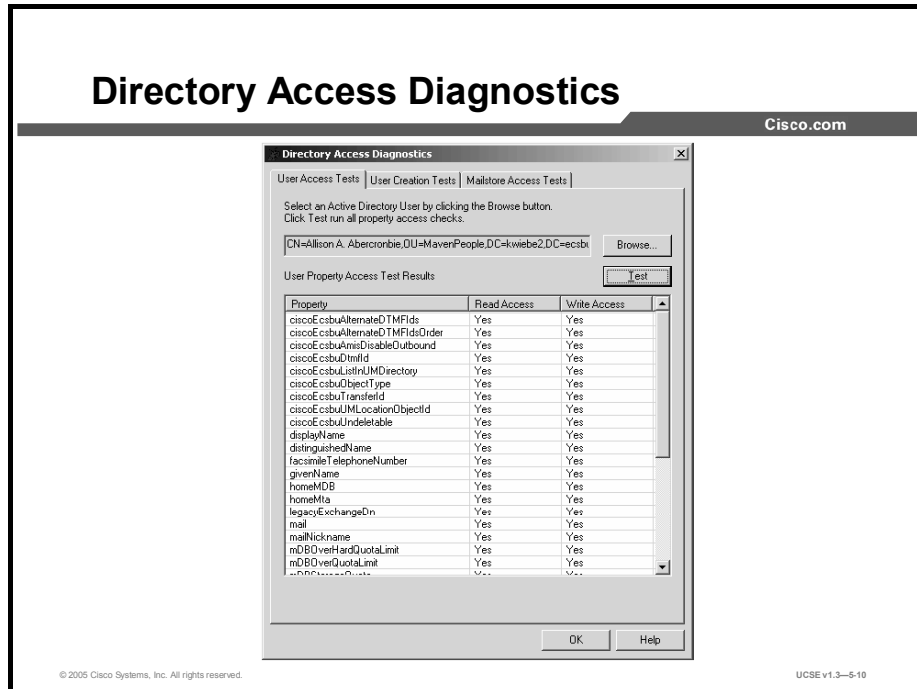 Directory Access Diagnostics
Cisco.com
Directory Access Diagnostics
User Access Tests User Creation Tests Mailstore Access Tests
Select an Active Directory User by clicking the Browse button.
Click Test run all property access checks.
CN=Allison A. Abercronbie,OU=MavenPeople,DC=kwiebe2,DC=ecsbu Browse...
User Property Access Test Results Test
Property Read Access Write Access
ciscoEcsbuAlternateDTMFIds Yes Yes
ciscoEcsbuAlternateDTMFIdsOrder Yes Yes
ciscoEcsbuAmisDisableOutbound Yes Yes
ciscoEcsbuDtmfId Yes Yes
ciscoEcsbuListInUMDirectory Yes Yes
ciscoEcsbuObjectType Yes Yes
ciscoEcsbuTransferId Yes Yes
ciscoEcsbuUMLocationObjectId Yes Yes
ciscoEcsbuUndeletable Yes Yes
displayName Yes Yes
distinguishedName Yes Yes
facsimileTelephoneNumber Yes Yes
givenName Yes Yes
homeMDB Yes Yes
homeMta Yes Yes
legacyExchangeDn Yes Yes
mail Yes Yes
mailNickname Yes Yes
mDBOverHardQuotaLimit Yes Yes
mDBOverQuotaLimit Yes Yes
mDBStorageQuota Yes Yes
OK Help
© 2005 Cisco Systems, Inc. All rights reserved. UCSE v1.3—5-10